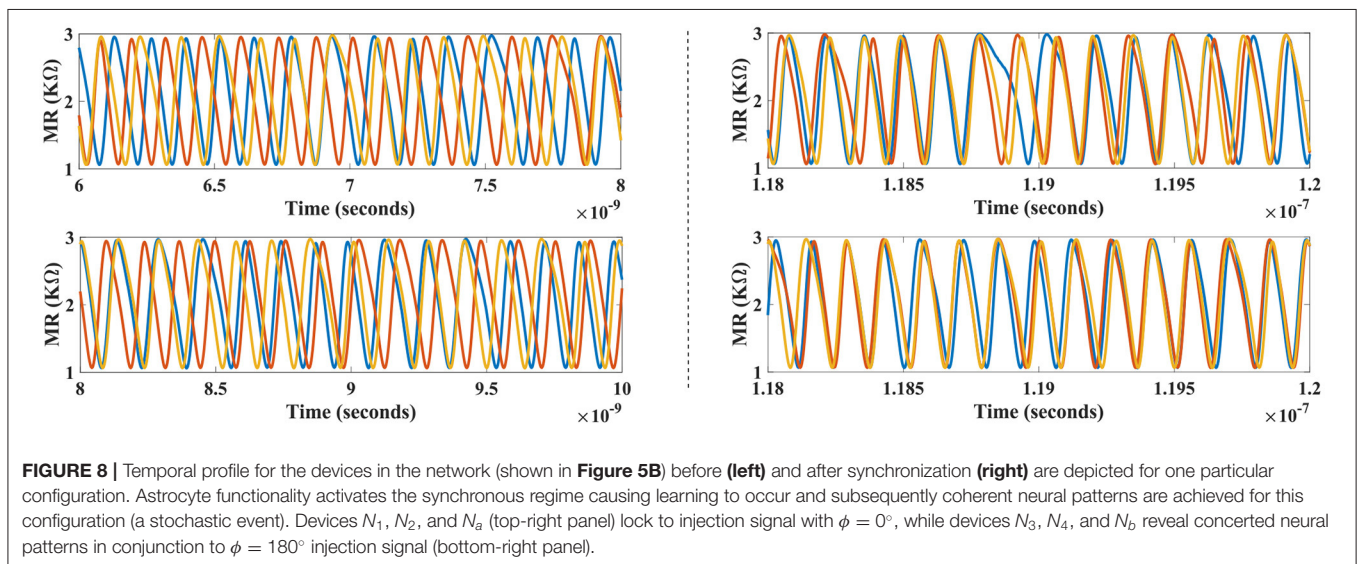 3
2
1
MR (KΩ)
6 6.5 7 7.5 8
Time (seconds)
×10⁻⁹
3
2
1
MR (KΩ)
1.18 1.185 1.19 1.195 1.2
Time (seconds)
×10⁻⁷
3
2
1
MR (KΩ)
8 8.5 9 9.5 10
Time (seconds)
×10⁻⁹
3
2
1
MR (KΩ)
1.18 1.185 1.19 1.195 1.2
Time (seconds)
×10⁻⁷
FIGURE 8 | Temporal profile for the devices in the network (shown in Figure 5B) before (left) and after synchronization (right) are depicted for one particular
configuration. Astrocyte functionality activates the synchronous regime causing learning to occur and subsequently coherent neural patterns are achieved for this
configuration (a stochastic event). Devices N₁, N₂, and Nₐ (top-right panel) lock to injection signal with ϕ = 0°, while devices N₃, N₄, and N_b reveal concerted neural
patterns in conjunction to ϕ = 180° injection signal (bottom-right panel).